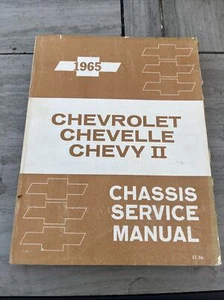 1965
CHEVROLET
CHEVELLE
CHEVY II
CHASSIS
SERVICE
MANUAL